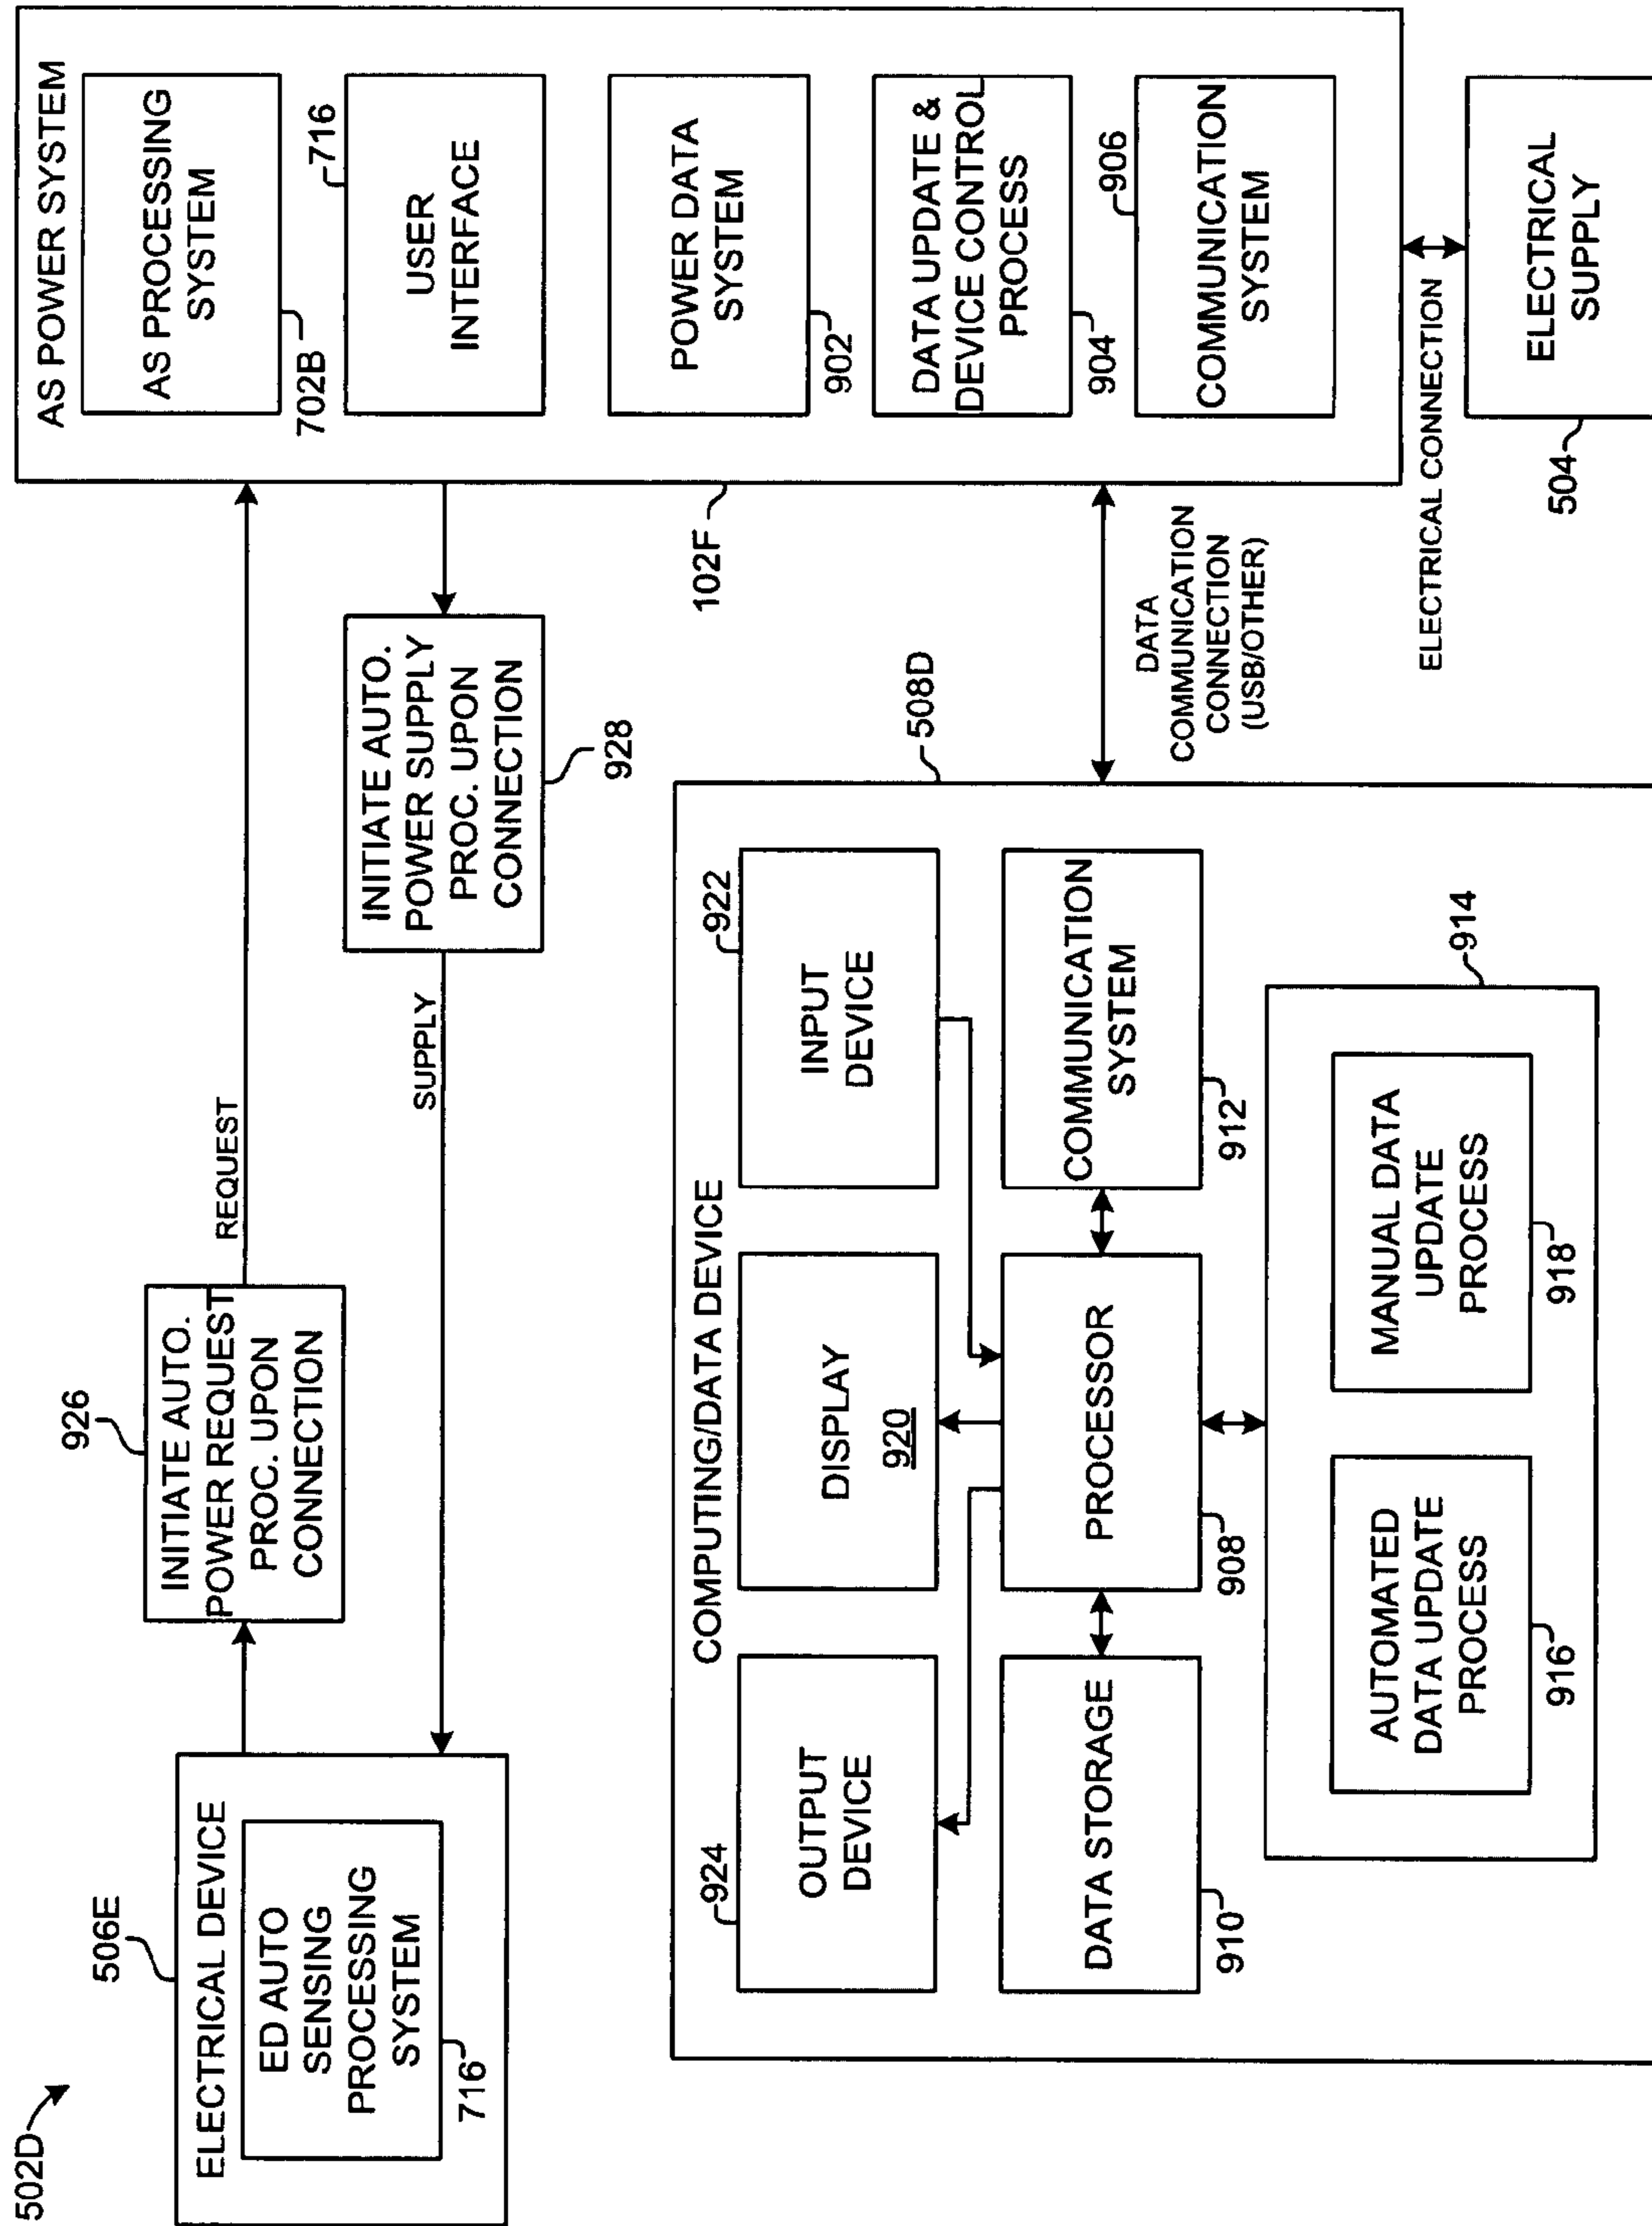 502D
506E
ELECTRICAL DEVICE
ED AUTO
SENSING
PROCESSING
SYSTEM
716
926
INITIATE AUTO.
POWER REQUEST
PROC. UPON
CONNECTION
REQUEST
SUPPLY
INITIATE AUTO.
POWER SUPPLY
PROC. UPON
CONNECTION
928
AS POWER SYSTEM
AS PROCESSING
SYSTEM
702B
716
USER
INTERFACE
POWER DATA
SYSTEM
902
DATA UPDATE &
DEVICE CONTROL
PROCESS
904
906
COMMUNICATION
SYSTEM
102F
DATA
COMMUNICATION
CONNECTION
(USB/OTHER)
ELECTRICAL CONNECTION
ELECTRICAL
SUPPLY
504
508D
COMPUTING/DATA DEVICE
924
OUTPUT
DEVICE
DISPLAY
920
922
INPUT
DEVICE
DATA STORAGE
910
PROCESSOR
908
COMMUNICATION
SYSTEM
912
914
AUTOMATED
DATA UPDATE
PROCESS
916
MANUAL DATA
UPDATE
PROCESS
918